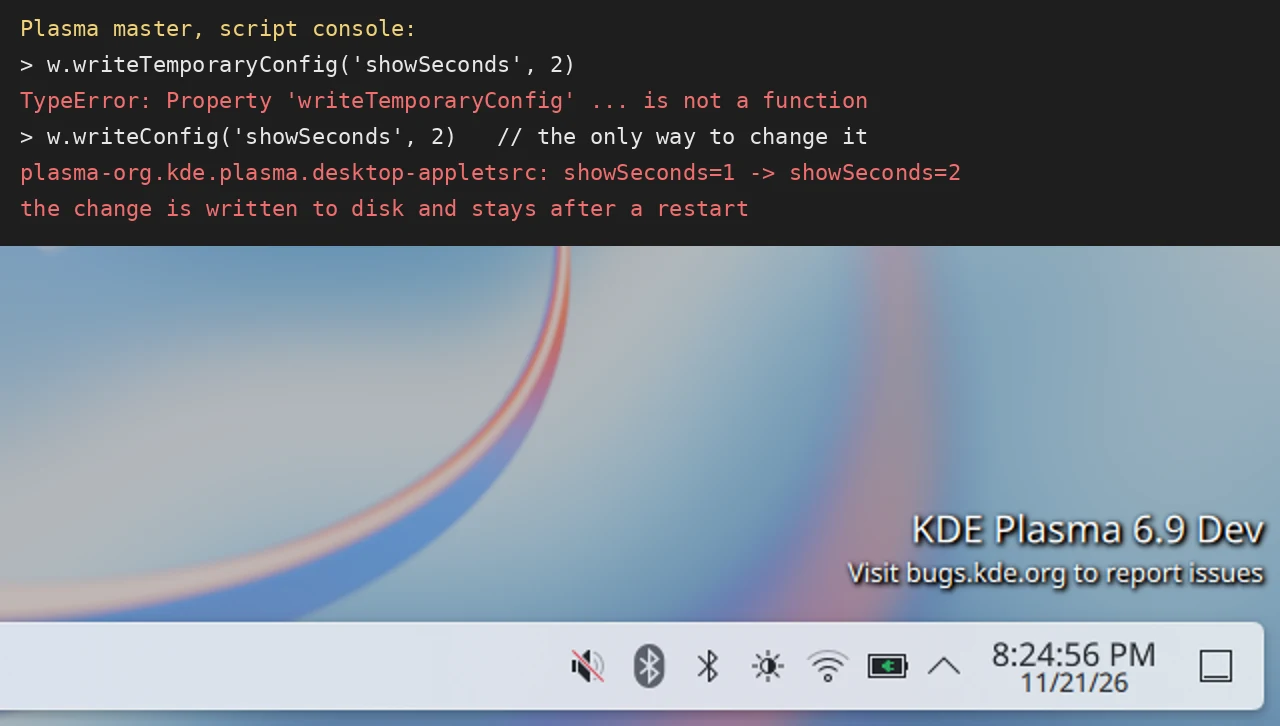 Plasma master, script console:
> w.writeTemporaryConfig('showSeconds', 2)
TypeError: Property 'writeTemporaryConfig' ... is not a function
> w.writeConfig('showSeconds', 2)   // the only way to change it
plasma-org.kde.plasma.desktop-appletsrc: showSeconds=1 -> showSeconds=2
the change is written to disk and stays after a restart
KDE Plasma 6.9 Dev
Visit bugs.kde.org to report issues
8:24:56 PM
11/21/26